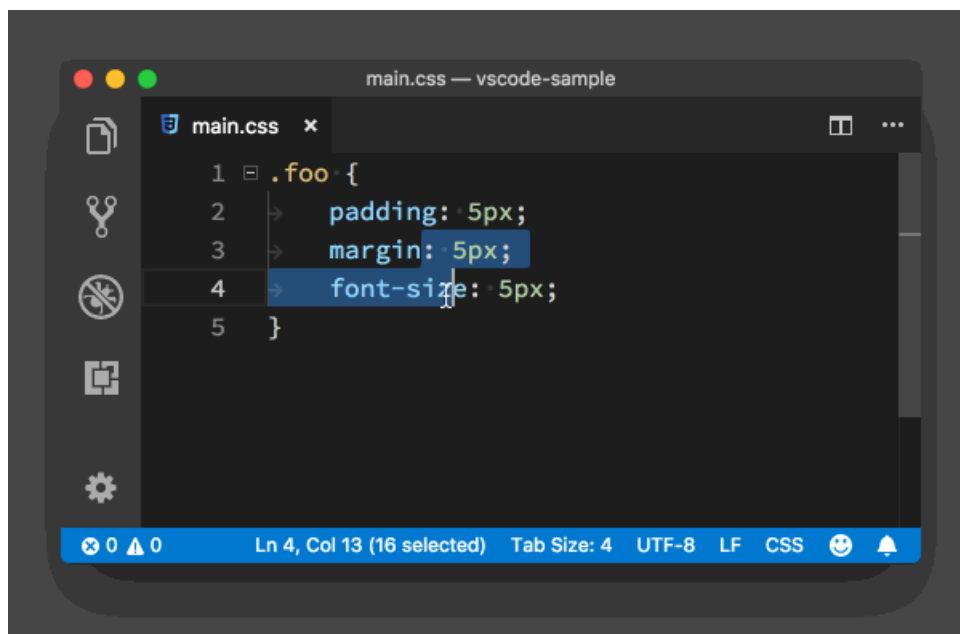 main.css — vscode-sample
main.css ×
1 .foo {
2 padding: 5px;
3 margin: 5px;
4 font-size: 5px;
5 }
0 0 Ln 4, Col 13 (16 selected) Tab Size: 4 UTF-8 LF CSS